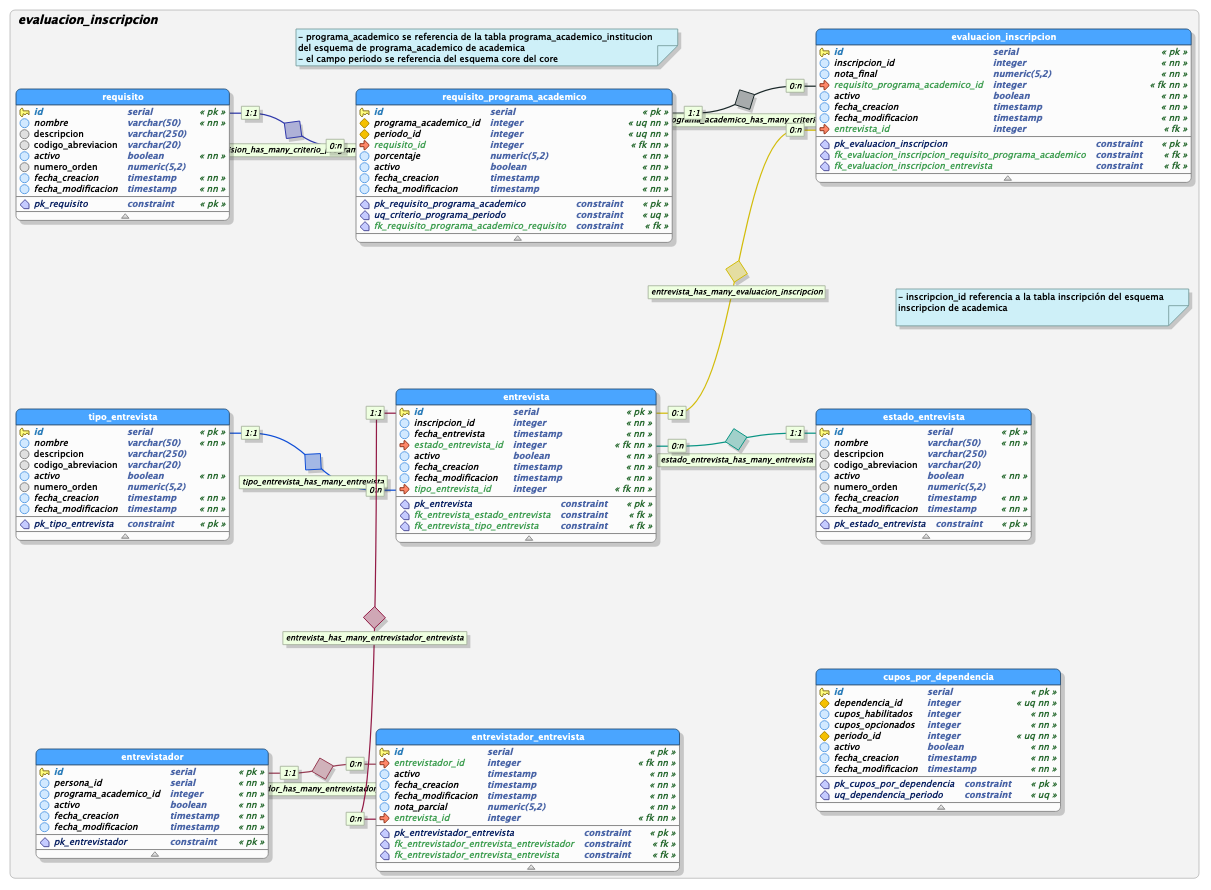 evaluacion_inscripcion
- programa_academico se referencia de la tabla programa_academico_institucion
del esquema de programa_academico de academica
- el campo periodo se referencia del esquema core del core
evaluacion_inscripcion
id serial « pk »
inscripcion_id integer « nn »
nota_final numeric(5,2) « nn »
requisito_programa_academico_id integer « fk nn »
activo boolean « nn »
fecha_creacion timestamp « nn »
fecha_modificacion timestamp « nn »
entrevista_id integer « fk »
pk_evaluacion_inscripcion constraint « pk »
fk_evaluacion_inscripcion_requisito_programa_academico constraint « fk »
fk_evaluacion_inscripcion_entrevista constraint « fk »
requisito
id serial « pk »
nombre varchar(50) « nn »
descripcion varchar(250)
codigo_abreviacion varchar(20)
activo boolean « nn »
numero_orden numeric(5,2)
fecha_creacion timestamp « nn »
fecha_modificacion timestamp « nn »
pk_requisito constraint « pk »
1:1
0:n
requisito_programa_academico
id serial « pk »
programa_academico_id integer « uq nn »
periodo_id integer « uq nn »
requisito_id integer « fk nn »
porcentaje numeric(5,2) « nn »
activo boolean « nn »
fecha_creacion timestamp « nn »
fecha_modificacion timestamp « nn »
pk_requisito_programa_academico constraint « pk »
uq_criterio_programa_periodo constraint « uq »
fk_requisito_programa_academico_requisito constraint « fk »
1:1
0:n
0:n
entrevista_has_many_evaluacion_inscripcion
- inscripcion_id referencia a la tabla inscripción del esquema
inscripcion de academica
tipo_entrevista
id serial « pk »
nombre varchar(50) « nn »
descripcion varchar(250)
codigo_abreviacion varchar(20)
activo boolean « nn »
numero_orden numeric(5,2)
fecha_creacion timestamp « nn »
fecha_modificacion timestamp « nn »
pk_tipo_entrevista constraint « pk »
1:1
tipo_entrevista_has_many_entrevista
0:n
1:1
entrevista
id serial « pk »
inscripcion_id integer « nn »
fecha_entrevista timestamp « nn »
estado_entrevista_id integer « fk nn »
activo boolean « nn »
fecha_creacion timestamp « nn »
fecha_modificacion timestamp « nn »
tipo_entrevista_id integer « fk nn »
pk_entrevista constraint « pk »
fk_entrevista_estado_entrevista constraint « fk »
fk_entrevista_tipo_entrevista constraint « fk »
0:1
0:n
1:1
estado_entrevista_has_many_entrevista
estado_entrevista
id serial « pk »
nombre varchar(50) « nn »
descripcion varchar(250)
codigo_abreviacion varchar(20)
activo boolean « nn »
numero_orden numeric(5,2)
fecha_creacion timestamp « nn »
fecha_modificacion timestamp « nn »
pk_estado_entrevista constraint « pk »
entrevista_has_many_entrevistador_entrevista
cupos_por_dependencia
id serial « pk »
dependencia_id integer « uq nn »
cupos_habilitados integer « nn »
cupos_opcionados integer « nn »
periodo_id integer « uq nn »
activo boolean « nn »
fecha_creacion timestamp « nn »
fecha_modificacion timestamp « nn »
pk_cupos_por_dependencia constraint « pk »
uq_dependencia_periodo constraint « uq »
entrevistador
id serial « pk »
persona_id serial « nn »
programa_academico_id integer « nn »
activo boolean « nn »
fecha_creacion timestamp « nn »
fecha_modificacion timestamp « nn »
pk_entrevistador constraint « pk »
1:1
0:n
0:n
entrevistador_entrevista
id serial « pk »
entrevistador_id integer « fk nn »
activo timestamp « nn »
fecha_creacion timestamp « nn »
fecha_modificacion timestamp « nn »
nota_parcial numeric(5,2) « nn »
entrevista_id integer « fk nn »
pk_entrevistador_entrevista constraint « pk »
fk_entrevistador_entrevista_entrevistador constraint « fk »
fk_entrevistador_entrevista_entrevista constraint « fk »